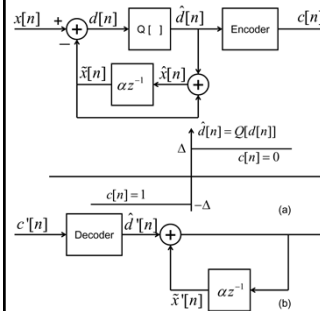 x[n] + d[n] Q[ ] d̂[n] Encoder c[n]
−
x̃[n] αz⁻¹ x̂[n] +
d̂[n]=Q[d[n]]
Δ
c[n]=0
c[n]=1
−Δ (a)
c'[n] Decoder d̂'[n] +
αz⁻¹
x̃'[n] (b)